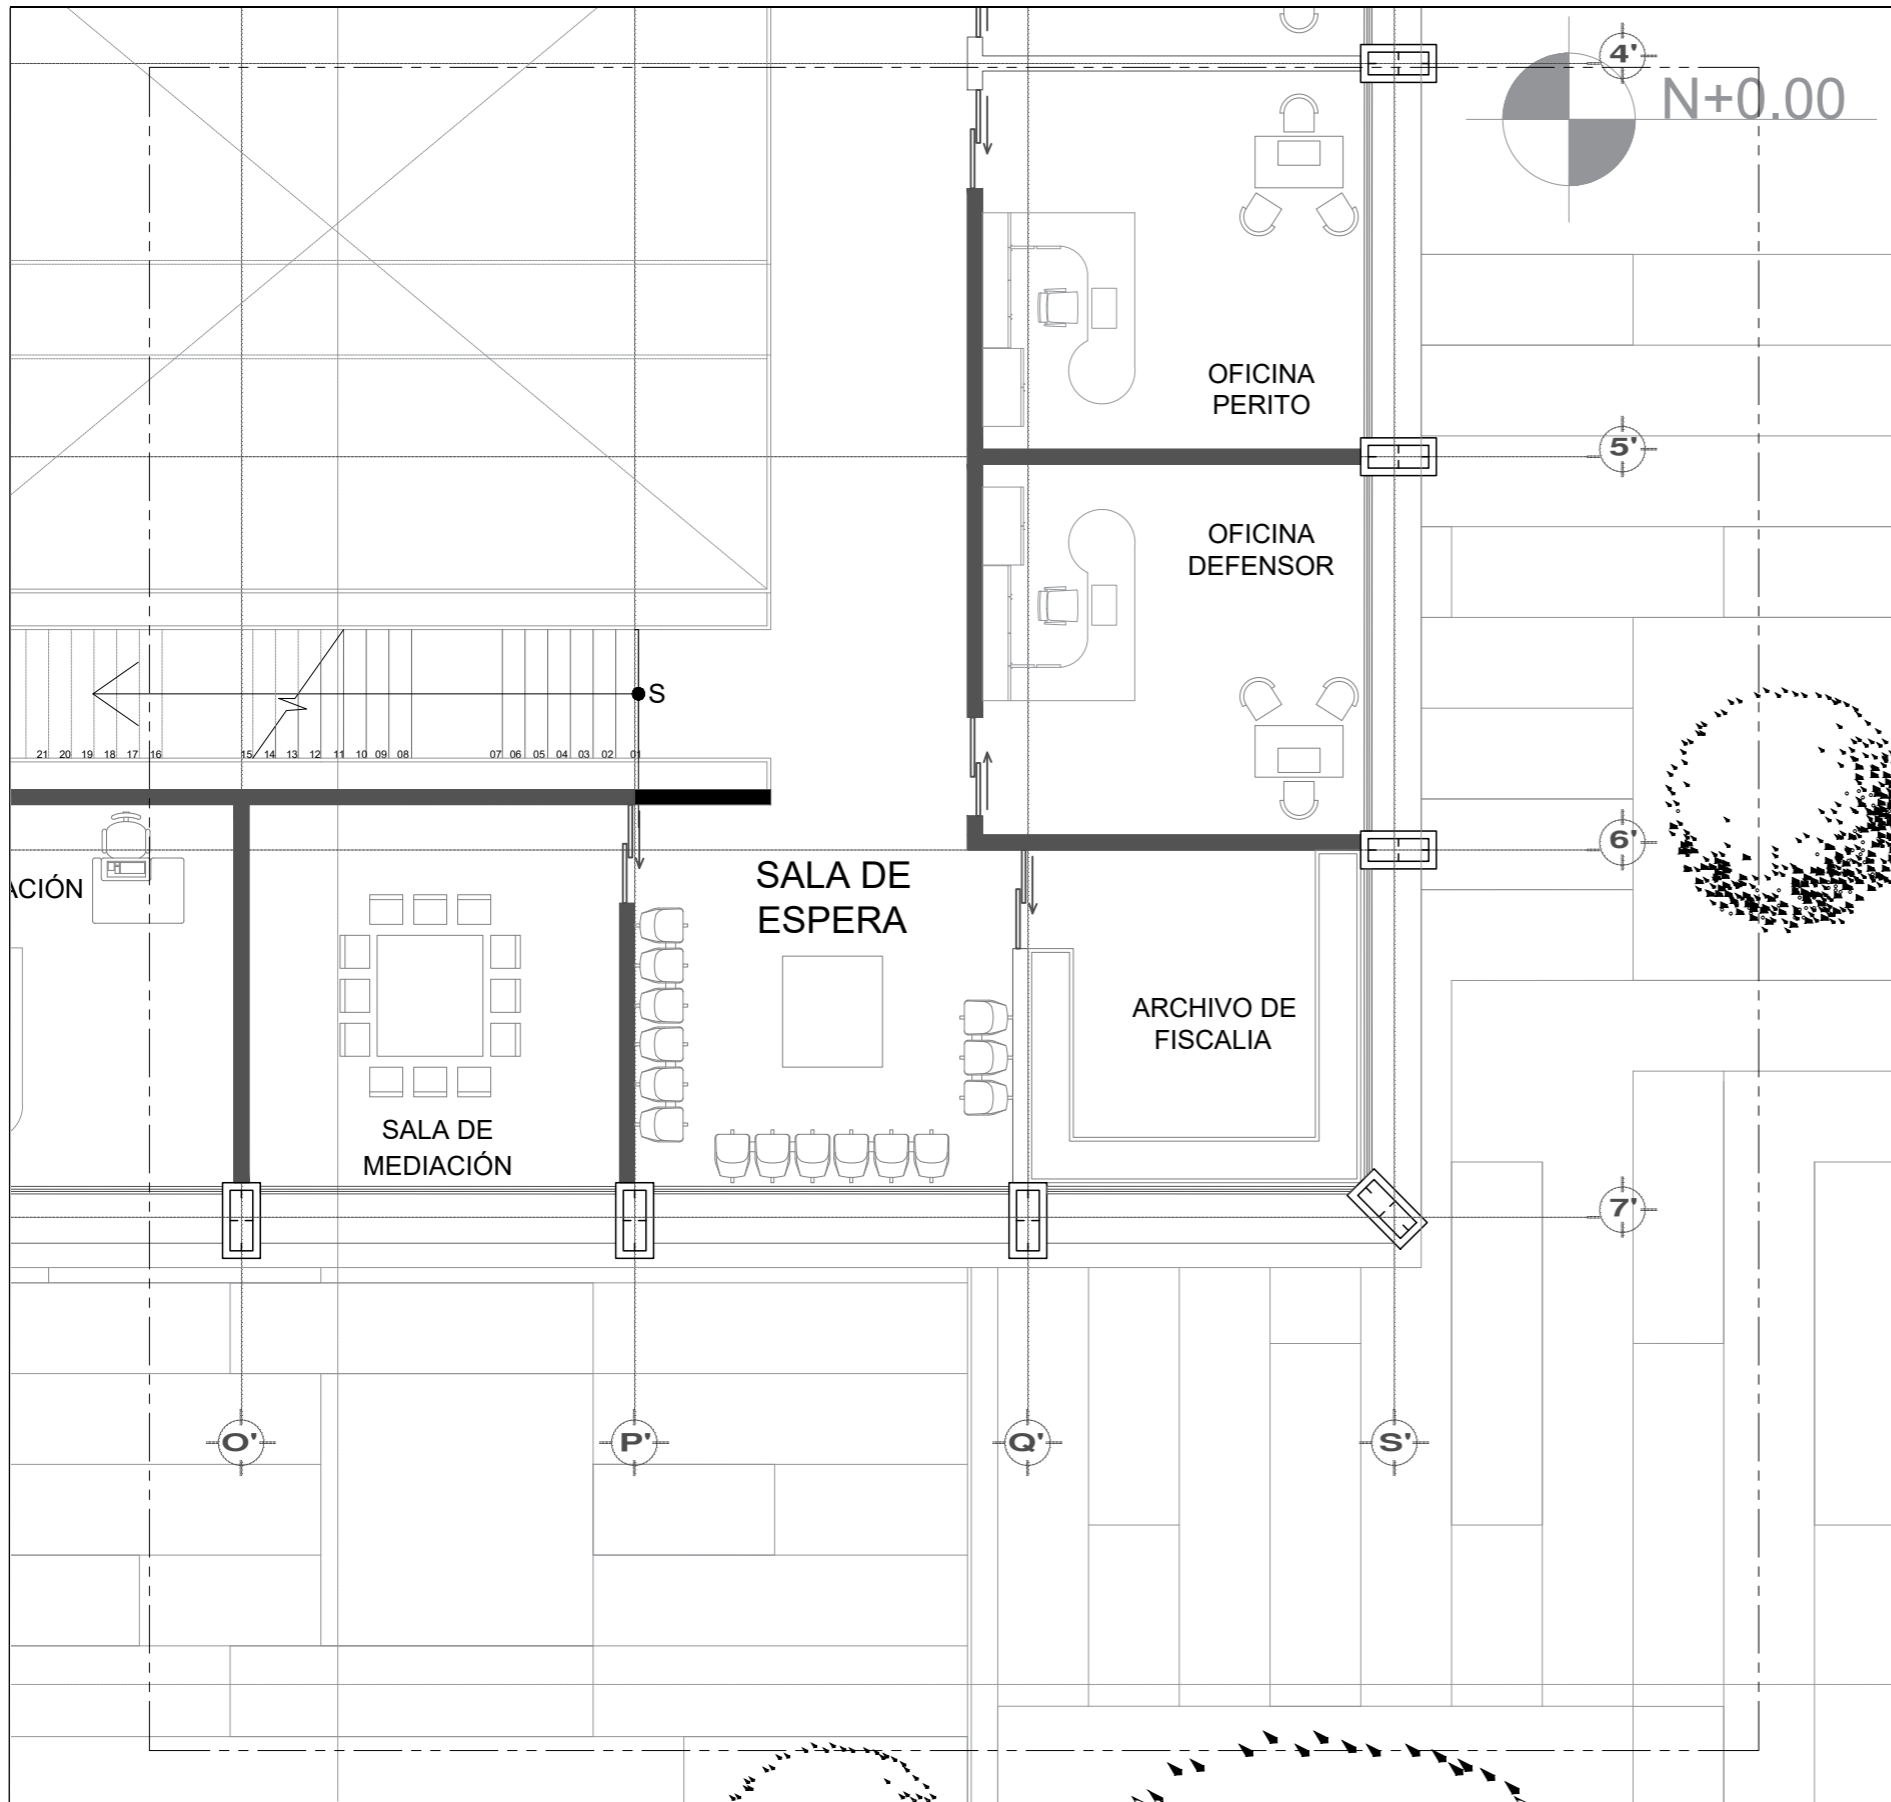 4'
N+0.00
OFICINA
PERITO
5'
OFICINA
DEFENSOR
S
21 20 19 18 17 16 15 14 13 12 11 10 09 08 07 06 05 04 03 02 01
6'
SALA DE
ESPERA
ACIÓN
ARCHIVO DE
FISCALIA
SALA DE
MEDIACIÓN
7'
O' P' Q' S'